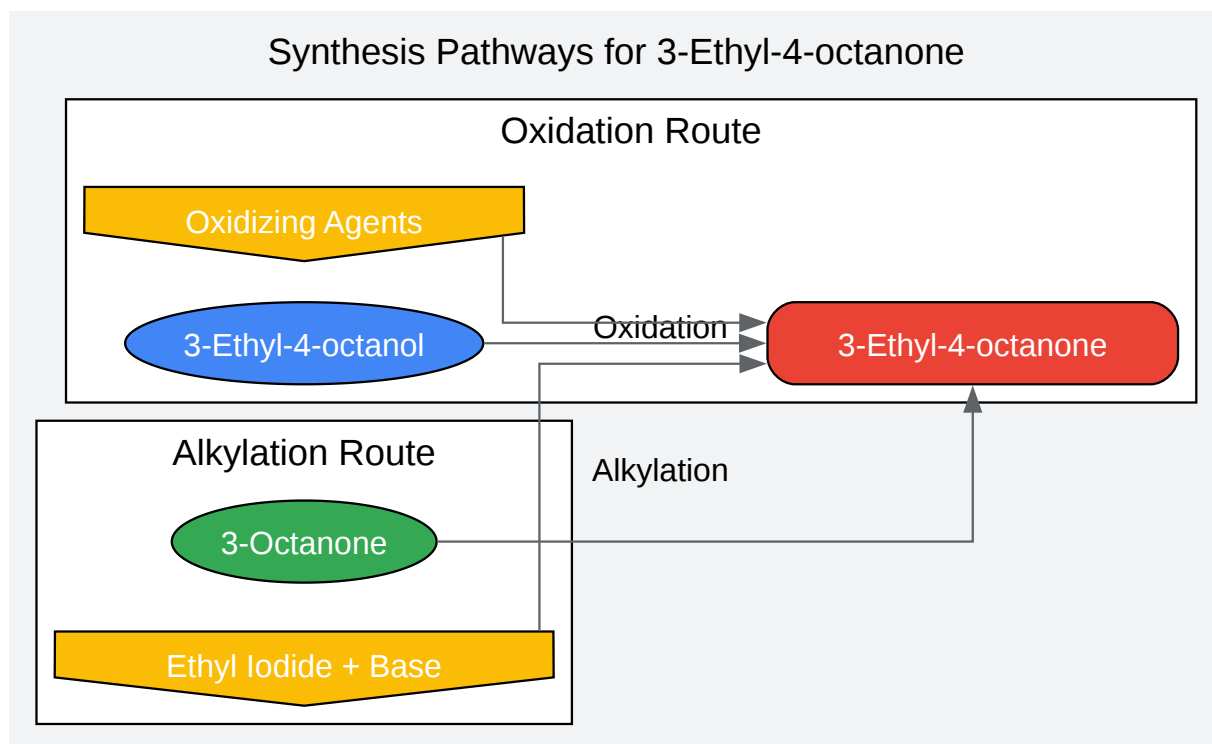 Synthesis Pathways for 3-Ethyl-4-octanone
Oxidation Route
Oxidizing Agents
3-Ethyl-4-octanol
Oxidation
3-Ethyl-4-octanone
Alkylation Route
Alkylation
3-Octanone
Ethyl Iodide + Base